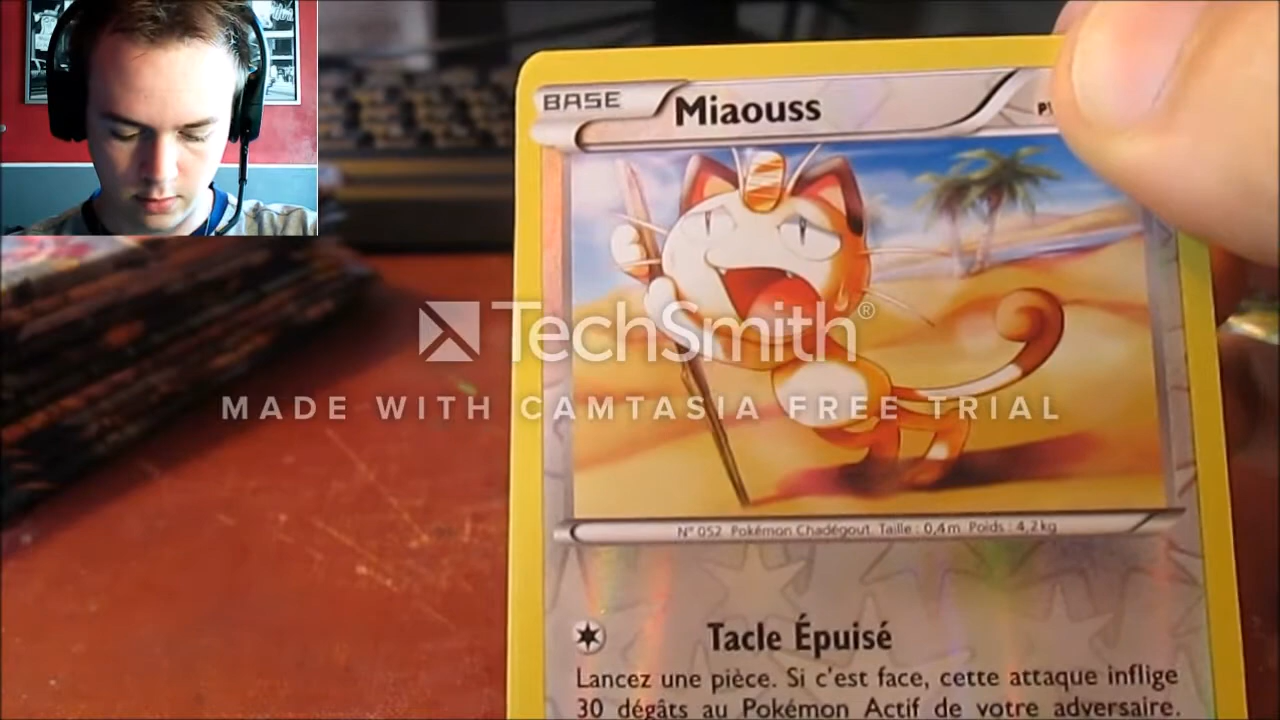 BASE Miaouss
TechSmith®
MADE WITH CAMTASIA FREE TRIAL
N° 052 Pokémon Chadégout Taille : 0,4m Poids : 4,2kg
Tacle Épuisé
Lancez une pièce. Si c'est face, cette attaque inflige
30 dégâts au Pokémon Actif de votre adversaire.